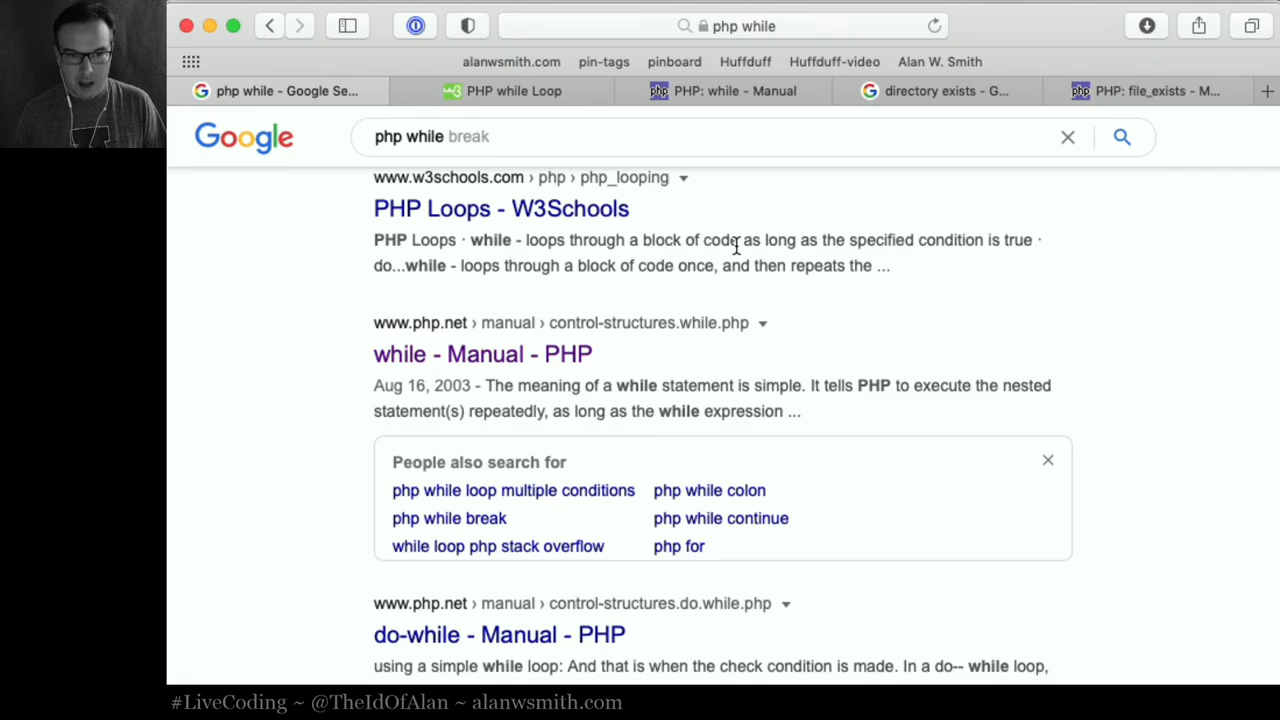 php while
alanwsmith.com pin-tags pinboard Huffduff Huffduff-video Alan W. Smith
php while - Google Se... PHP while Loop PHP: while - Manual directory exists - G... PHP: file_exists - M...
Google php while break
www.w3schools.com › php › php_looping
PHP Loops - W3Schools
PHP Loops · while - loops through a block of code as long as the specified condition is true ·
do...while - loops through a block of code once, and then repeats the ...
www.php.net › manual › control-structures.while.php
while - Manual - PHP
Aug 16, 2003 - The meaning of a while statement is simple. It tells PHP to execute the nested
statement(s) repeatedly, as long as the while expression ...
People also search for
php while loop multiple conditions php while colon
php while break php while continue
while loop php stack overflow php for
www.php.net › manual › control-structures.do.while.php
do-while - Manual - PHP
using a simple while loop: And that is when the check condition is made. In a do-- while loop,
#LiveCoding ~ @TheIdOfAlan ~ alanwsmith.com